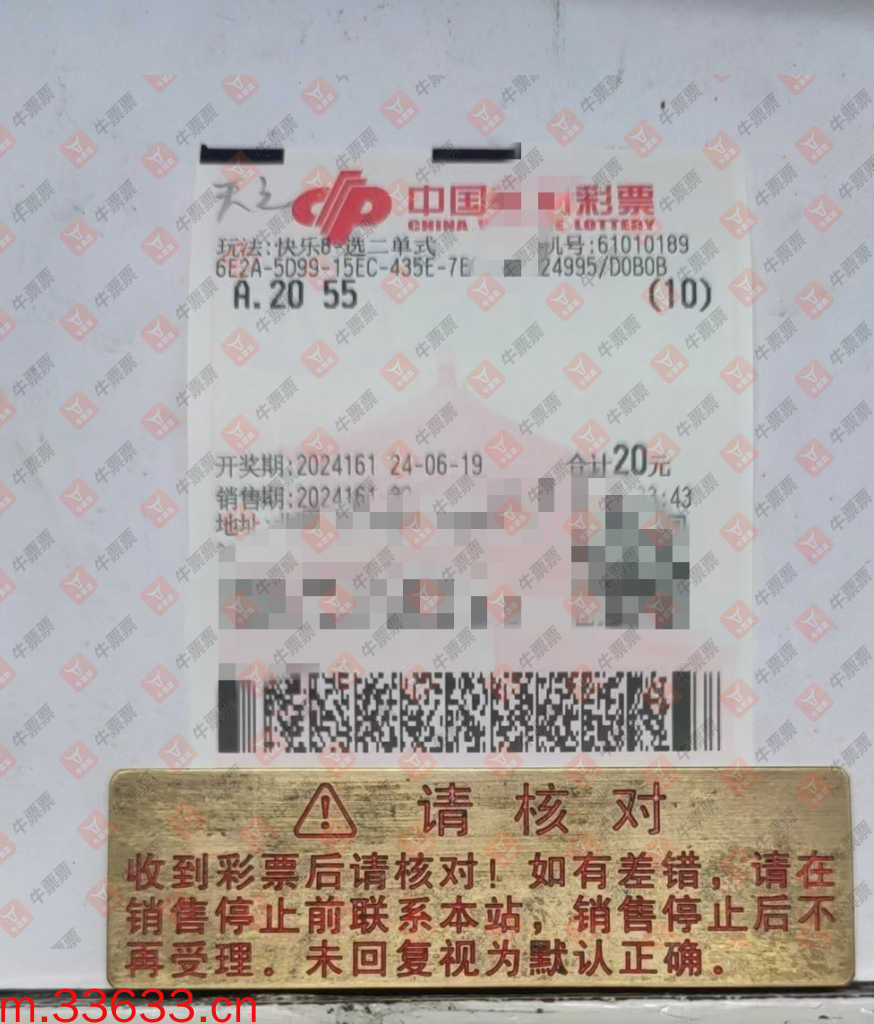 中国 彩票
CHINA LOTTERY
玩法:快乐8-选二单式 机号:61010189
6E2A-5D99-15EC-435E-7E 24995/D0B0B
A.20 55 (10)
开奖期:2024161 24-06-19 合计20元
销售期:2024161 :43
地址:
请核对
收到彩票后请核对!如有差错,请在
销售停止前联系本站,销售停止后不
再受理。未回复视为默认正确。
牛票票
m.33633.cn